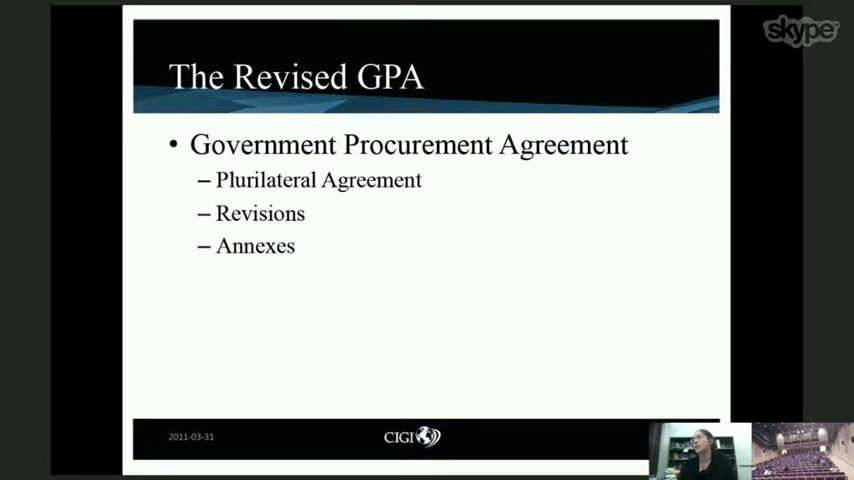 skype
The Revised GPA
• Government Procurement Agreement
– Plurilateral Agreement
– Revisions
– Annexes
2011-03-31
CIGI